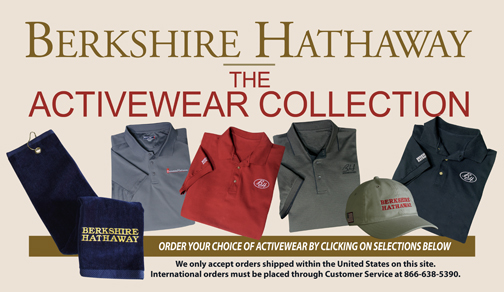 BERKSHIRE HATHAWAY
THE
ACTIVEWEAR COLLECTION
BERKSHIRE
HATHAWAY
BERKSHIRE
HATHAWAY
ORDER YOUR CHOICE OF ACTIVEWEAR BY CLICKING ON SELECTIONS BELOW
We only accept orders shipped within the United States on this site.
International orders must be placed through Customer Service at 866-638-5390.